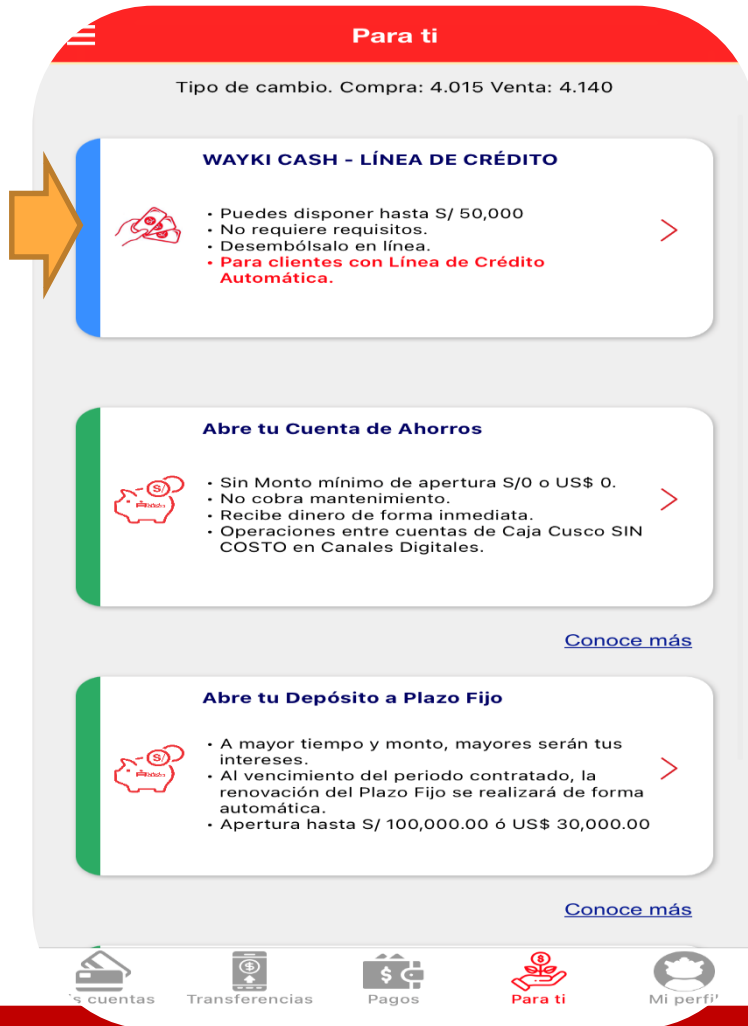 Para ti
Tipo de cambio. Compra: 4.015 Venta: 4.140
WAYKI CASH - LÍNEA DE CRÉDITO
• Puedes disponer hasta S/ 50,000
• No requiere requisitos.
• Desembólsalo en línea.
• Para clientes con Línea de Crédito
Automática.
Abre tu Cuenta de Ahorros
S/
• Sin Monto mínimo de apertura S/0 o US$ 0.
• No cobra mantenimiento.
• Recibe dinero de forma inmediata.
• Operaciones entre cuentas de Caja Cusco SIN
COSTO en Canales Digitales.
Conoce más
Abre tu Depósito a Plazo Fijo
S/
• A mayor tiempo y monto, mayores serán tus
intereses.
• Al vencimiento del periodo contratado, la
renovación del Plazo Fijo se realizará de forma
automática.
• Apertura hasta S/ 100,000.00 ó US$ 30,000.00
Conoce más
s cuentas
Transferencias
Pagos
Para ti
Mi perfi